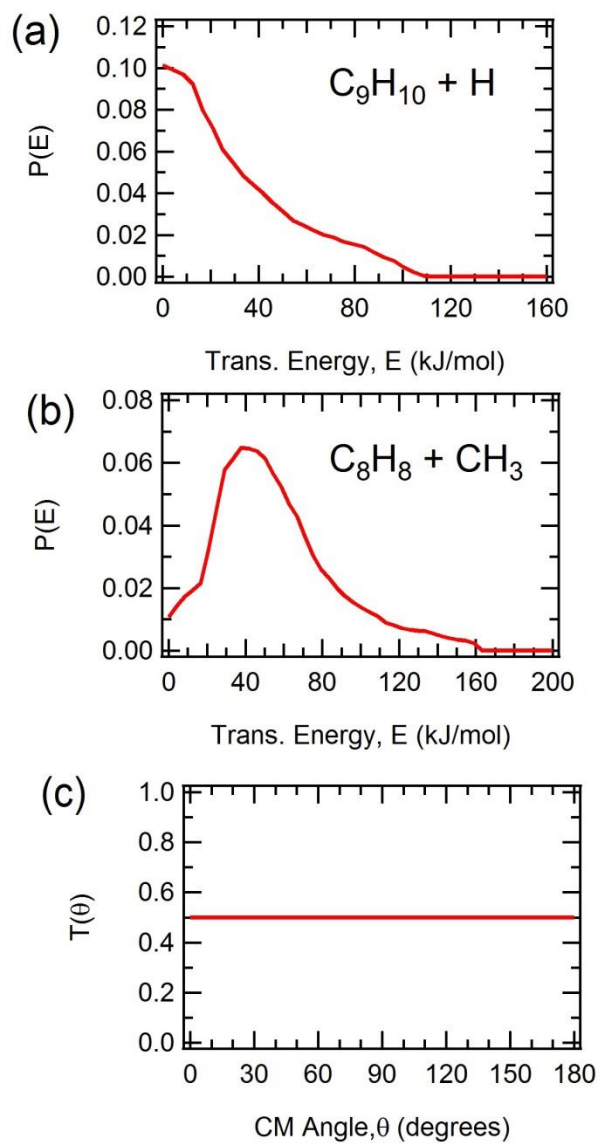 (a)
0.12
0.10
0.08
0.06
0.04
0.02
0.00
P(E)
C₉H₁₀ + H
0 40 80 120 160
Trans. Energy, E (kJ/mol)
(b)
0.08
0.06
0.04
0.02
0.00
P(E)
C₈H₈ + CH₃
0 40 80 120 160 200
Trans. Energy, E (kJ/mol)
(c)
1.0
0.8
0.6
0.4
0.2
0.0
T(θ)
0 30 60 90 120 150 180
CM Angle,θ (degrees)